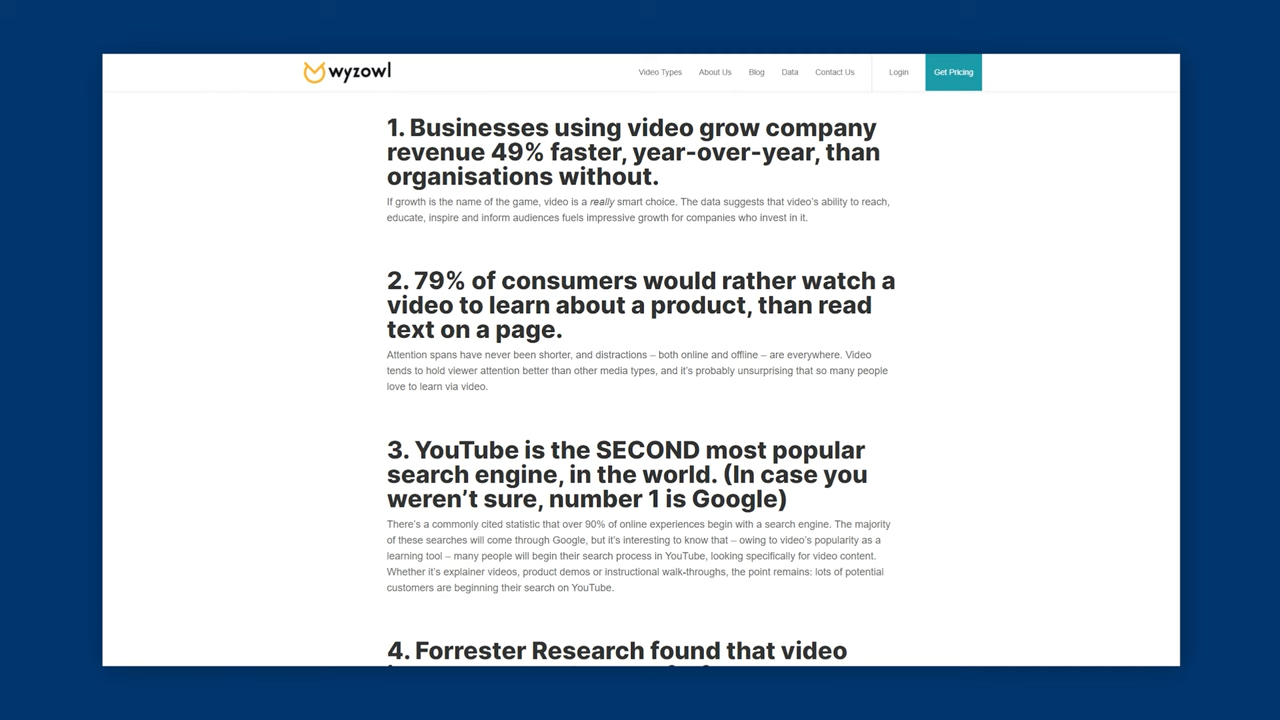 wyzowl
Video Types About Us Blog Data Contact Us Login Get Pricing
1. Businesses using video grow company
revenue 49% faster, year-over-year, than
organisations without.
If growth is the name of the game, video is a really smart choice. The data suggests that video's ability to reach,
educate, inspire and inform audiences fuels impressive growth for companies who invest in it.
2. 79% of consumers would rather watch a
video to learn about a product, than read
text on a page.
Attention spans have never been shorter, and distractions – both online and offline – are everywhere. Video
tends to hold viewer attention better than other media types, and it's probably unsurprising that so many people
love to learn via video.
3. YouTube is the SECOND most popular
search engine, in the world. (In case you
weren't sure, number 1 is Google)
There's a commonly cited statistic that over 90% of online experiences begin with a search engine. The majority
of these searches will come through Google, but it's interesting to know that – owing to video's popularity as a
learning tool – many people will begin their search process in YouTube, looking specifically for video content.
Whether it's explainer videos, product demos or instructional walk-throughs, the point remains: lots of potential
customers are beginning their search on YouTube.
4. Forrester Research found that video